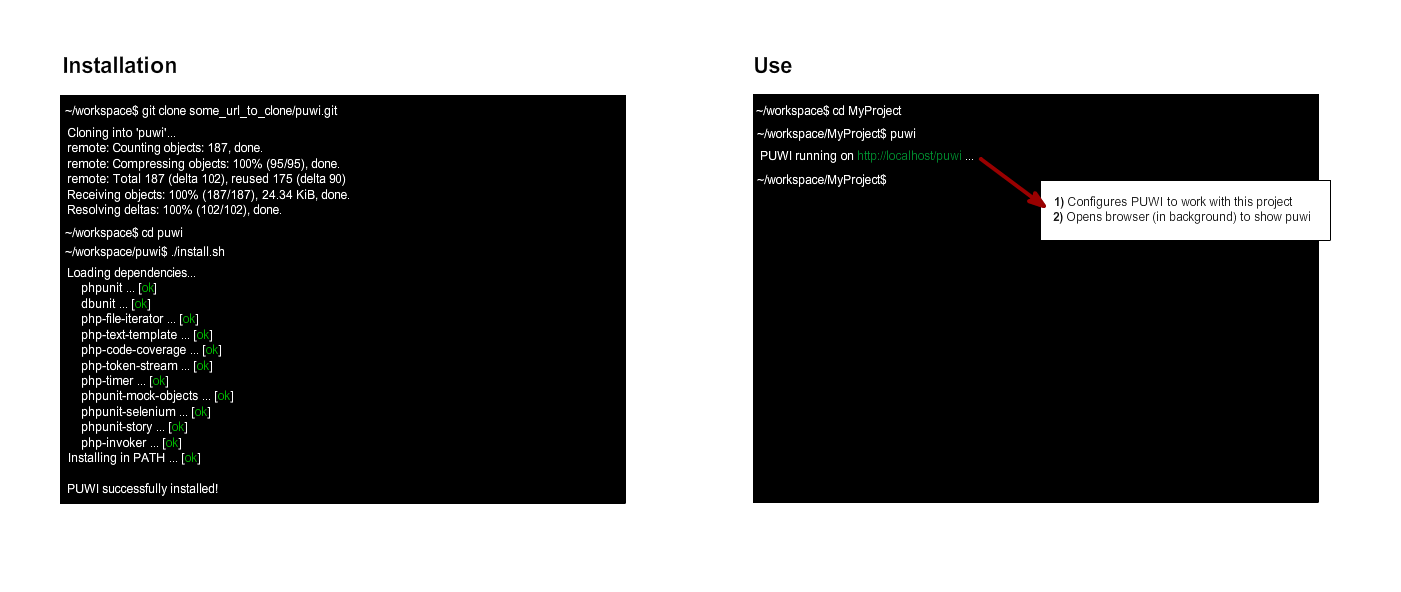 Installation
~/workspace$ git clone some_url_to_clone/puwi.git
Cloning into 'puwi'...
remote: Counting objects: 187, done.
remote: Compressing objects: 100% (95/95), done.
remote: Total 187 (delta 102), reused 175 (delta 90)
Receiving objects: 100% (187/187), 24.34 KiB, done.
Resolving deltas: 100% (102/102), done.
~/workspace$ cd puwi
~/workspace/puwi$ ./install.sh
Loading dependencies...
phpunit ... [ok]
dbunit ... [ok]
php-file-iterator ... [ok]
php-text-template ... [ok]
php-code-coverage ... [ok]
php-token-stream ... [ok]
php-timer ... [ok]
phpunit-mock-objects ... [ok]
phpunit-selenium ... [ok]
phpunit-story ... [ok]
php-invoker ... [ok]
Installing in PATH ... [ok]
PUWI successfully installed!
Use
~/workspace$ cd MyProject
~/workspace/MyProject$ puwi
PUWI running on http://localhost/puwi ...
~/workspace/MyProject$
1) Configures PUWI to work with this project
2) Opens browser (in background) to show puwi